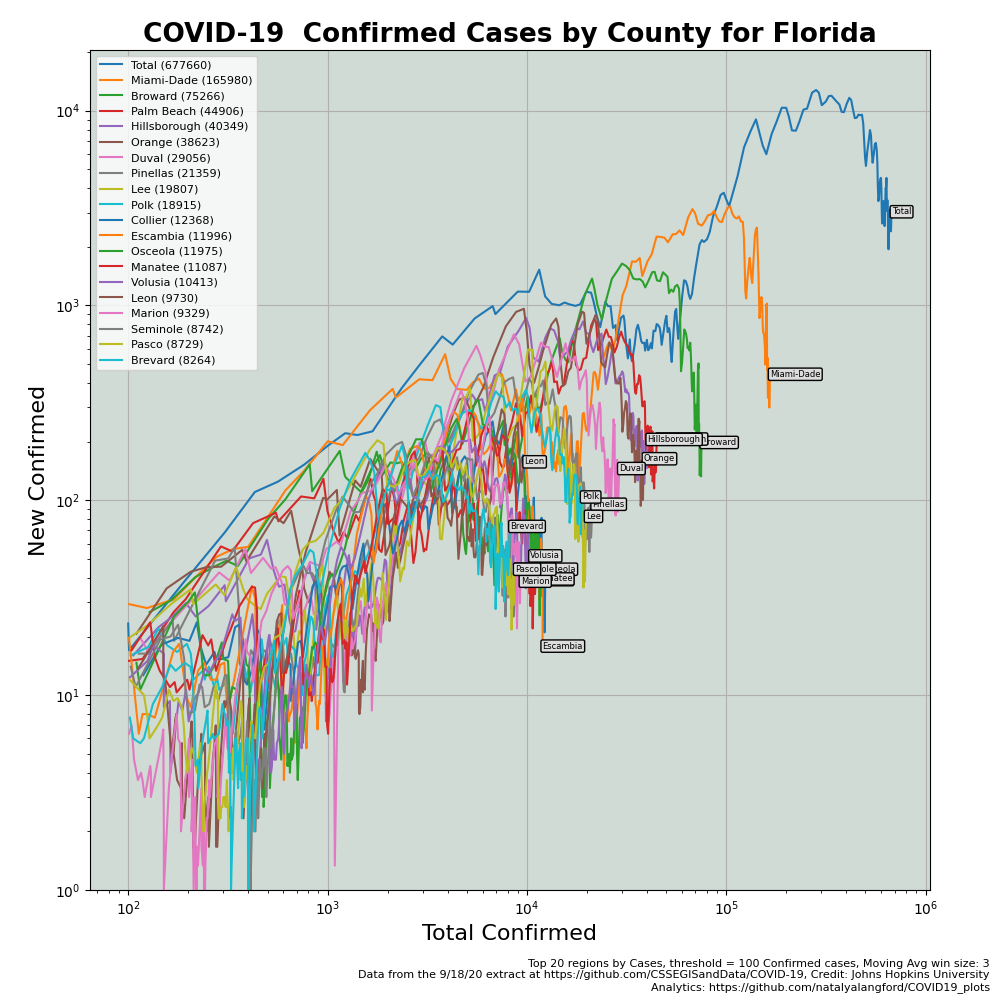 COVID-19  Confirmed Cases by County for Florida
Total (677660)
Miami-Dade (165980)
Broward (75266)
Palm Beach (44906)
Hillsborough (40349)
Orange (38623)
Duval (29056)
Pinellas (21359)
Lee (19807)
Polk (18915)
Collier (12368)
Escambia (11996)
Osceola (11975)
Manatee (11087)
Volusia (10413)
Leon (9730)
Marion (9329)
Seminole (8742)
Pasco (8729)
Brevard (8264)
New Confirmed
10⁴
10³
10²
10¹
10⁰
Total
Miami-Dade
Hillsborough
Orange
Duval
Leon
Polk
Lee
Brevard
Volusia
Pasco
Marion
Escambia
10²
10³
10⁴
10⁵
10⁶
Total Confirmed
Top 20 regions by Cases, threshold = 100 Confirmed cases, Moving Avg win size: 3
Data from the 9/18/20 extract at https://github.com/CSSEGISandData/COVID-19, Credit: Johns Hopkins University
Analytics: https://github.com/natalyalangford/COVID19_plots